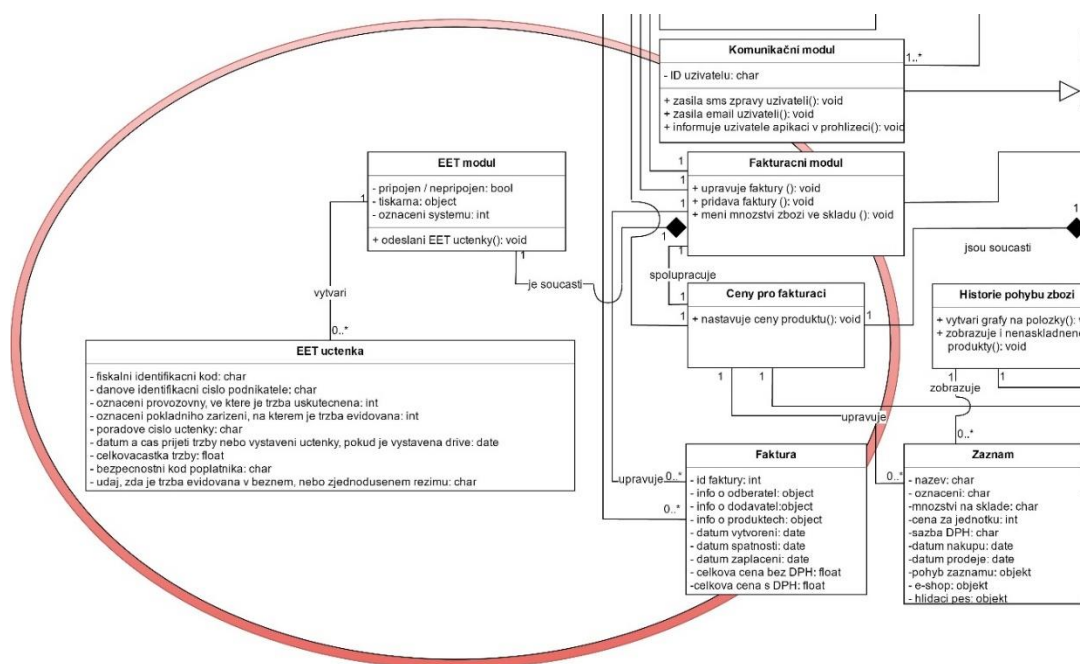 Komunikační modul
- ID uzivatelu: char
+ zasila sms zpravy uzivateli(): void
+ zasila email uzivateli(): void
+ informuje uzivatele apikaci v prohlizeci(): void
1..*
EET modul
- pripojen / nepripojen: bool
- tiskarna: object
- oznaceni systemu: int
+ odeslani EET uctenky(): void
1
1
Fakturacni modul
+ upravuje faktury (): void
+ pridava faktury (): void
+ meni mnozstvi zbozi ve skladu (): void
1
1
1
1
1
1
jsou soucasti
spolupracuje
je soucasti
vytvari
0..*
Ceny pro fakturaci
+ nastavuje ceny produktu(): void
1
1
1
1
1
Historie pohybu zbozi
+ vytvari grafy na polozky(): v
+ zobrazuje i nenaskladnene
produkty(): void
1
1
zobrazuje
0..*
upravuje
EET uctenka
- fiskalni identifikacni kod: char
- danove identifikacni cislo podnikatele: char
- oznaceni provozovny, ve ktere je trzba uskutecnena: int
- oznaceni pokladniho zarizeni, na kterem je trzba evidovana: int
- poradove cislo uctenky: char
- datum a cas prijeti trzby nebo vystaveni uctenky, pokud je vystavena drive: date
- celkovacastka trzby: float
- bezpecnostni kod poplatnika: char
- udaj, zda je trzba evidovana v beznem, nebo zjednodusenem rezimu: char
upravuje
0..*
0..*
Faktura
- id faktury: int
- info o odberatel: object
- info o dodavatel:object
- info o produktech: object
- datum vytvoreni: date
- datum spatnosti: date
- datum zaplaceni: date
- celkova cena bez DPH: float
-celkova cena s DPH: float
0..*
Zaznam
- nazev: char
- oznaceni: char
-mnozstvi na sklade: char
- cena za jednotku: int
-sazba DPH: char
-datum nakupu: date
-datum prodeje: date
-pohyb zaznamu: objekt
- e-shop: objekt
- hlidaci pes: objekt